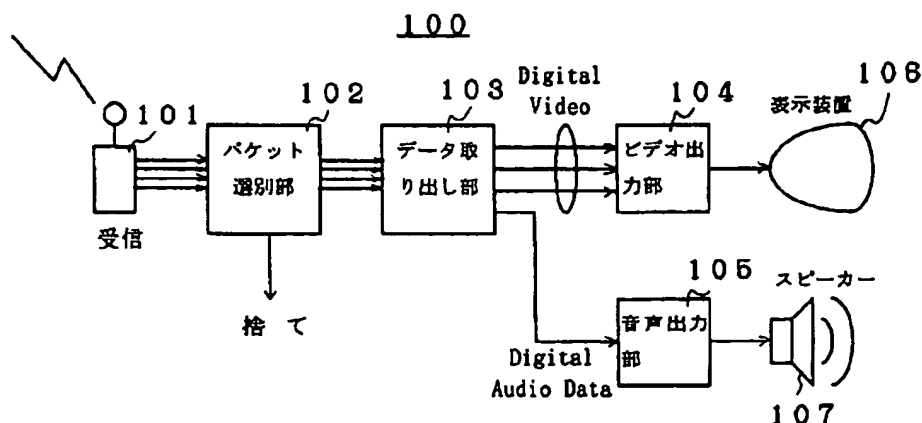 100
101
受信
102
パケット
選別部
捨て
103
データ取
り出し部
Digital
Video
104
ビデオ出
力部
106
表示装置
105
音声出力
部
Digital
Audio Data
スピーカー
107